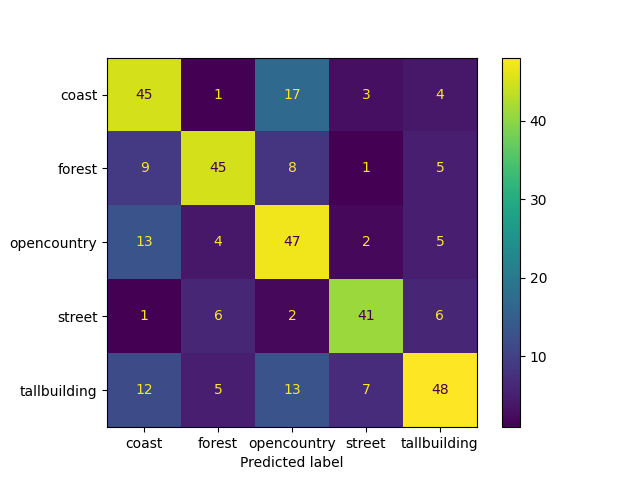 coast 45 1 17 3 4
forest 9 45 8 1 5
opencountry 13 4 47 2 5
street 1 6 2 41 6
tallbuilding 12 5 13 7 48
coast forest opencountry street tallbuilding
Predicted label
40
30
20
10